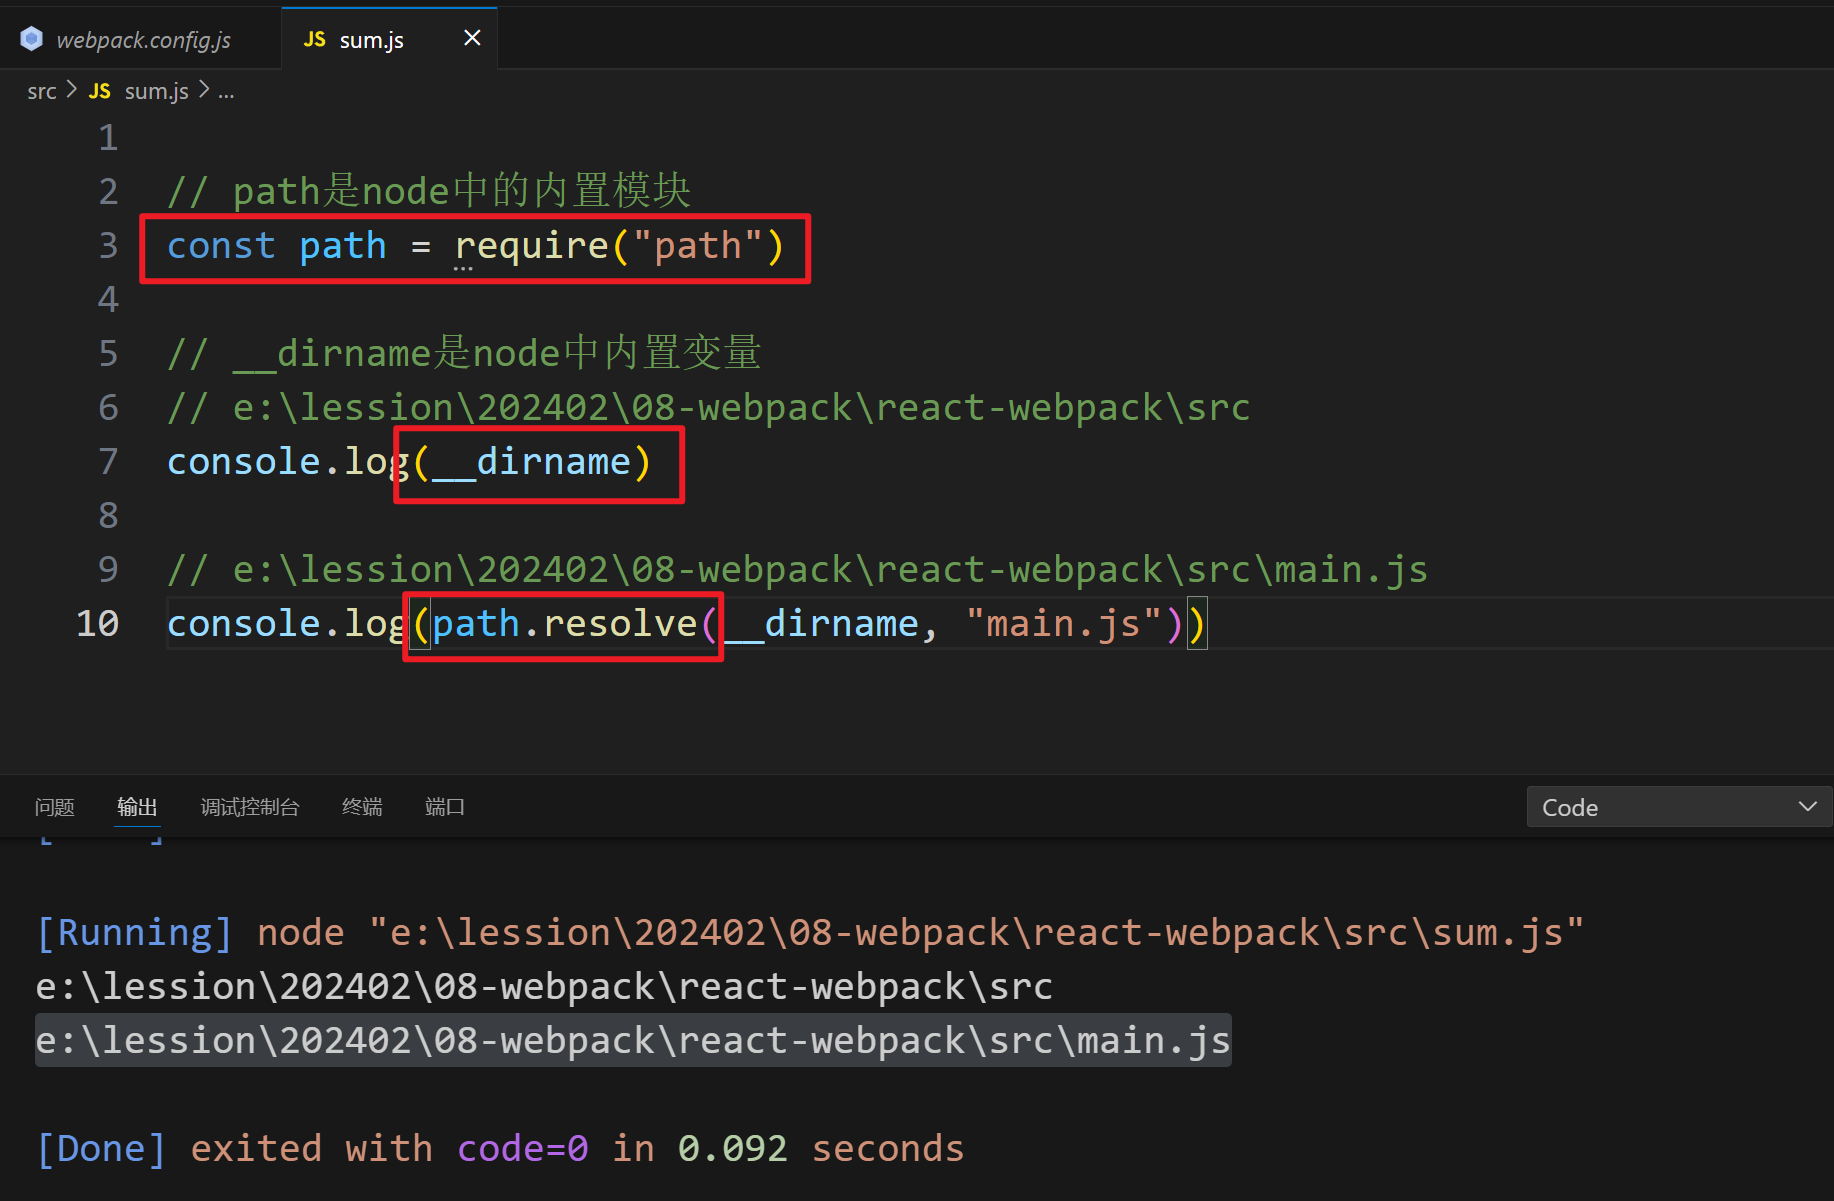 webpack.config.js
JS sum.js
src > JS sum.js > ...
1
2 // path是node中的内置模块
3 const path = require("path")
4
5 // __dirname是node中内置变量
6 // e:\lession\202402\08-webpack\react-webpack\src
7 console.log(__dirname)
8
9 // e:\lession\202402\08-webpack\react-webpack\src\main.js
10 console.log(path.resolve(__dirname, "main.js"))
问题 输出 调试控制台 终端 端口 Code
[Running] node "e:\lession\202402\08-webpack\react-webpack\src\sum.js"
e:\lession\202402\08-webpack\react-webpack\src
e:\lession\202402\08-webpack\react-webpack\src\main.js
[Done] exited with code=0 in 0.092 seconds